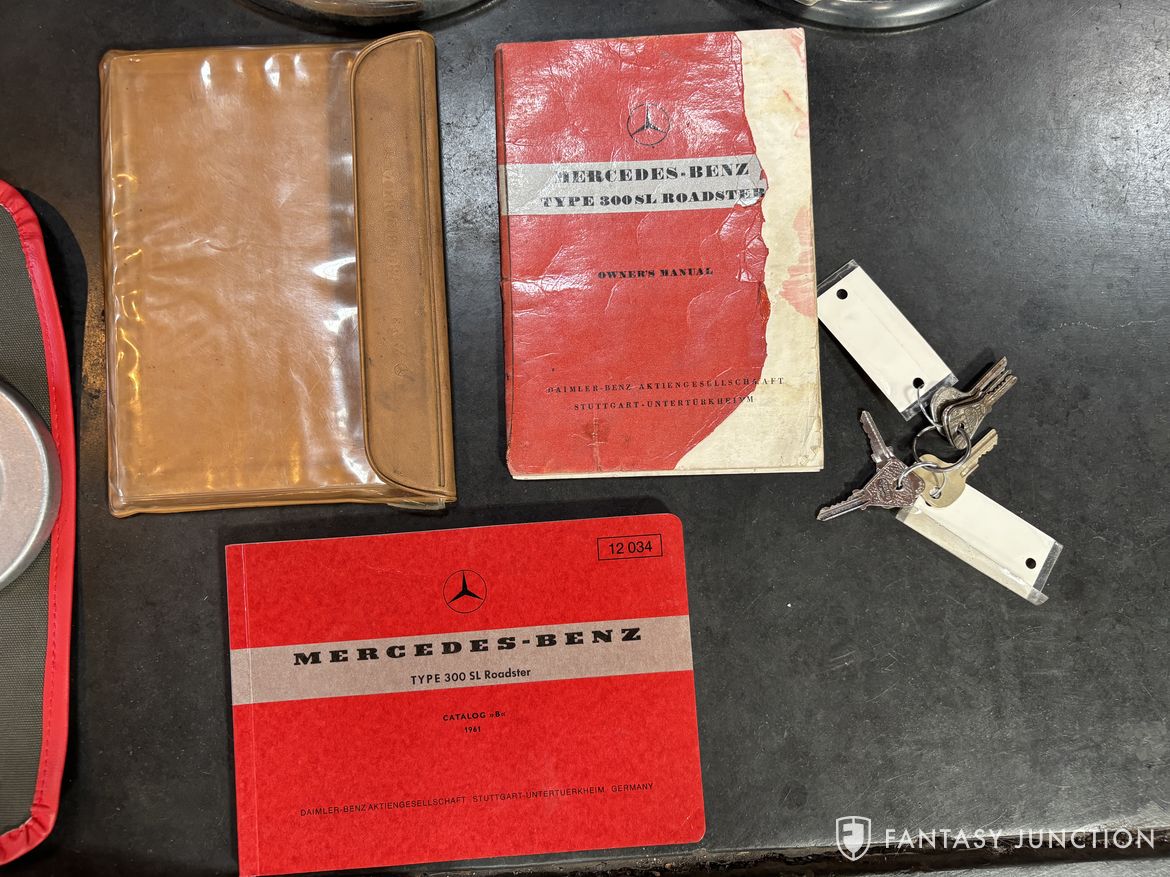 MERCEDES-BENZ
TYPE 300 SL ROADSTER
OWNER'S MANUAL
DAIMLER-BENZ AKTIENGESELLSCHAFT
STUTTGART-UNTERTÜRKHEIM
12 034
MERCEDES-BENZ
TYPE 300 SL Roadster
CATALOG »B«
1961
DAIMLER-BENZ AKTIENGESELLSCHAFT STUTTGART-UNTERTUERKHEIM, GERMANY
FANTASY JUNCTION